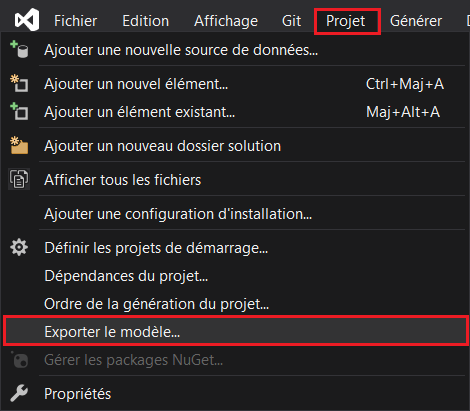 Fichier Edition Affichage Git Projet Générer
Ajouter une nouvelle source de données...
Ajouter un nouvel élément... Ctrl+Maj+A
Ajouter un élément existant... Maj+Alt+A
Ajouter un nouveau dossier solution
Afficher tous les fichiers
Ajouter une configuration d'installation...
Définir les projets de démarrage...
Dépendances du projet...
Ordre de la génération du projet...
Exporter le modèle...
Gérer les packages NuGet...
Propriétés